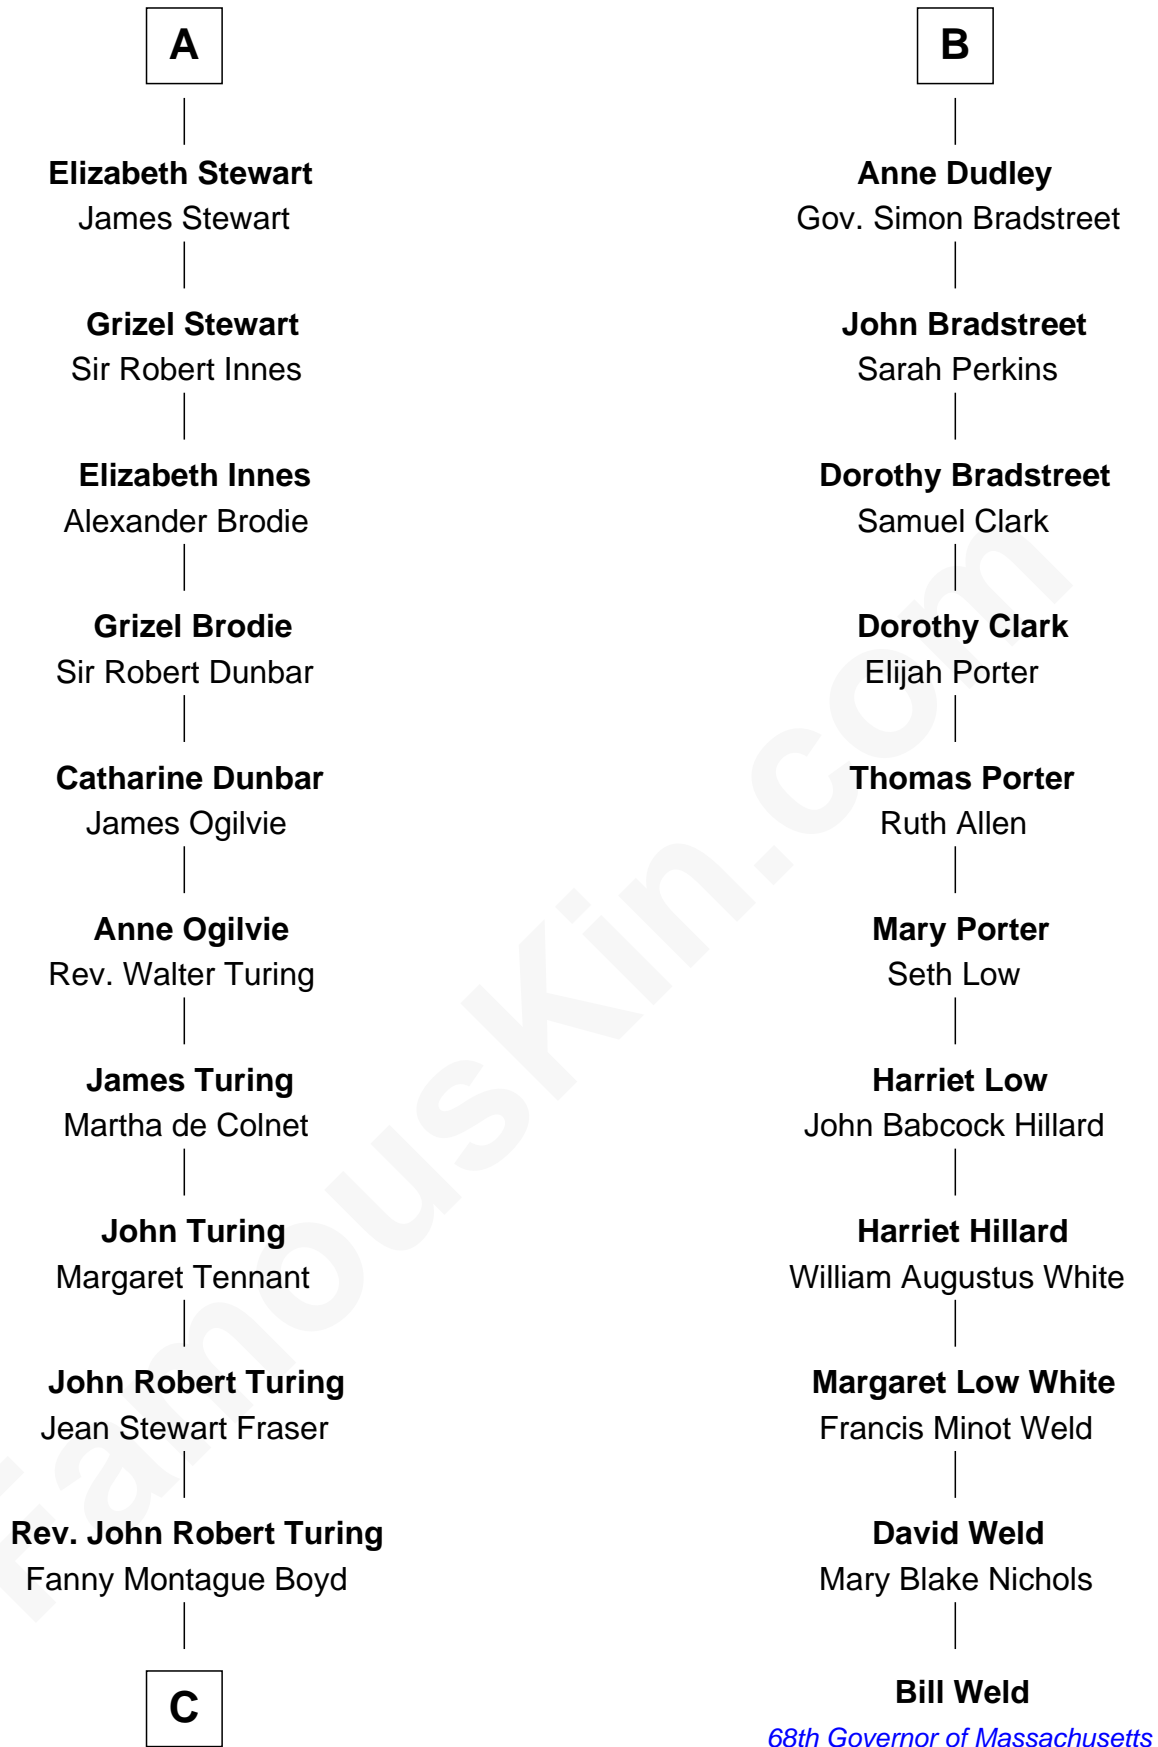 A
Elizabeth Stewart
James Stewart
Grizel Stewart
Sir Robert Innes
Elizabeth Innes
Alexander Brodie
Grizel Brodie
Sir Robert Dunbar
Catharine Dunbar
James Ogilvie
Anne Ogilvie
Rev. Walter Turing
James Turing
Martha de Colnet
John Turing
Margaret Tennant
John Robert Turing
Jean Stewart Fraser
Rev. John Robert Turing
Fanny Montague Boyd
C
B
Anne Dudley
Gov. Simon Bradstreet
John Bradstreet
Sarah Perkins
Dorothy Bradstreet
Samuel Clark
Dorothy Clark
Elijah Porter
Thomas Porter
Ruth Allen
Mary Porter
Seth Low
Harriet Low
John Babcock Hillard
Harriet Hillard
William Augustus White
Margaret Low White
Francis Minot Weld
David Weld
Mary Blake Nichols
Bill Weld
68th Governor of Massachusetts
FamousKin.com